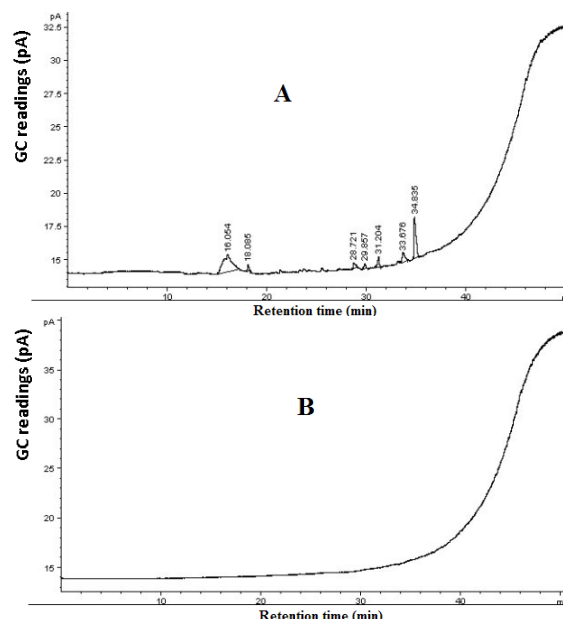 pA
32.5
30
27.5
25
22.5
20
17.5
15
GC readings (pA)
A
16.054
18.085
28.721
29.857
31.204
33.676
34.835
10 20 30 40
Retention time (min)
pA
35
30
25
20
15
GC readings (pA)
B
10 20 30 40 m
Retention time (min)